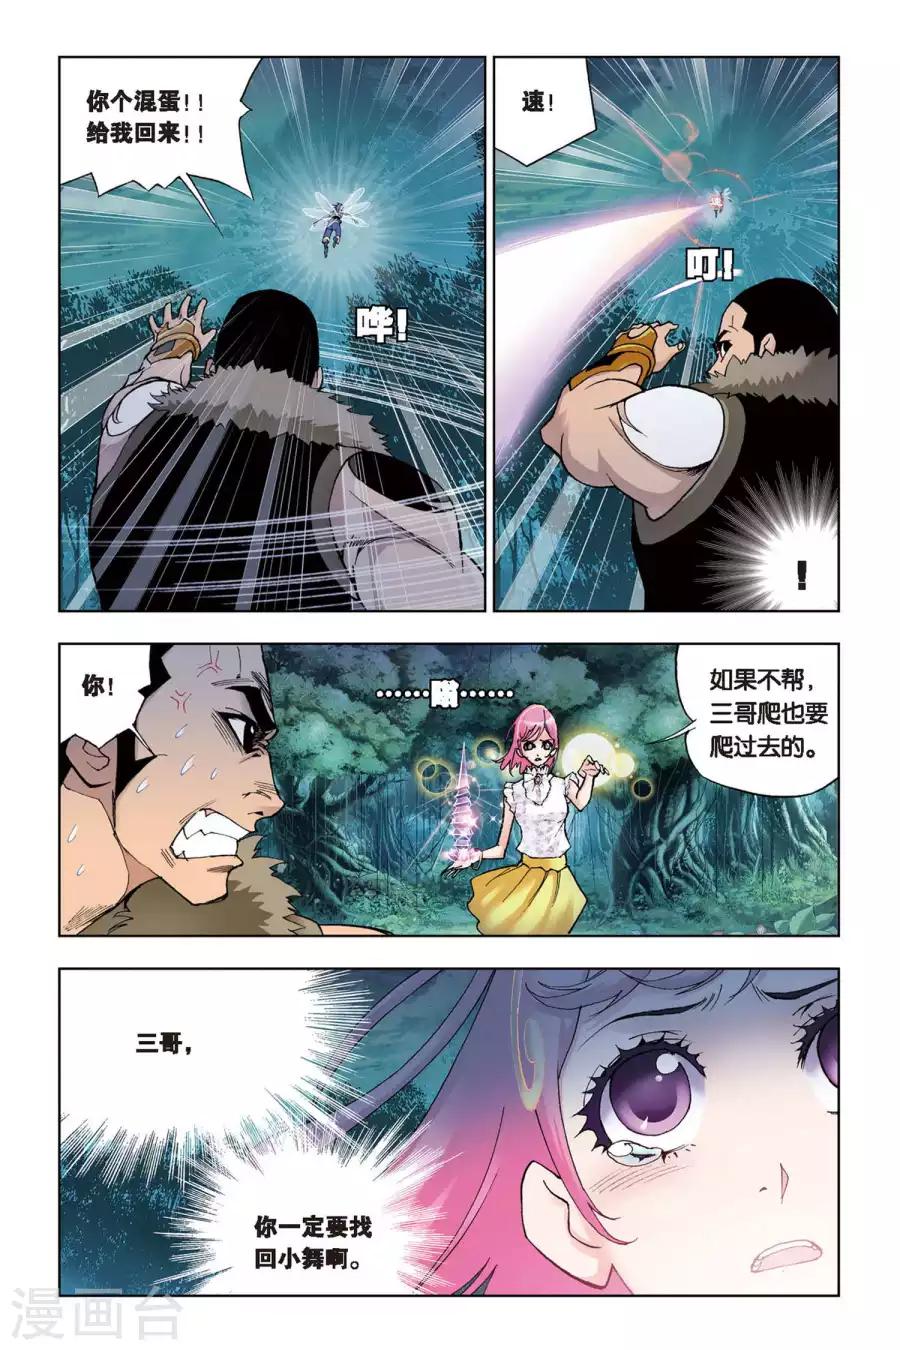 你个混蛋！！
给我回来！！
哗！
速！
速
叮！
！
你！
……嗡……
如果不帮，
三哥爬也要
爬过去的。
三哥，
你一定要找
回小舞啊。
漫画台